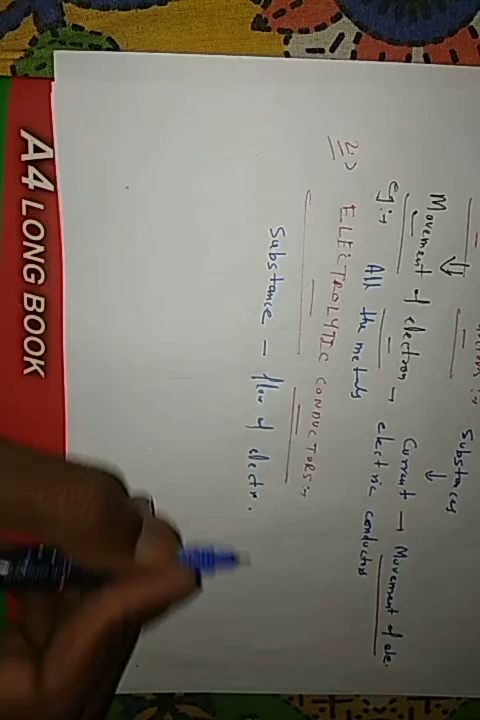 Substances
↓
Current → Movement of ele.
⇓
Movement of electron → electric conductors
eg:→ All the metals
2:> ELECTROLYTIC CONDUCTORS:→
Substance – flow of electr.
A4 LONG BOOK